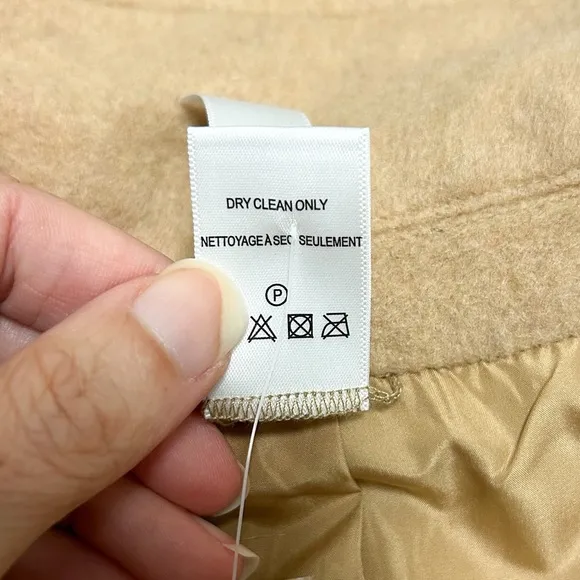 DRY CLEAN ONLY
NETTOYAGE À SEC SEULEMENT
P